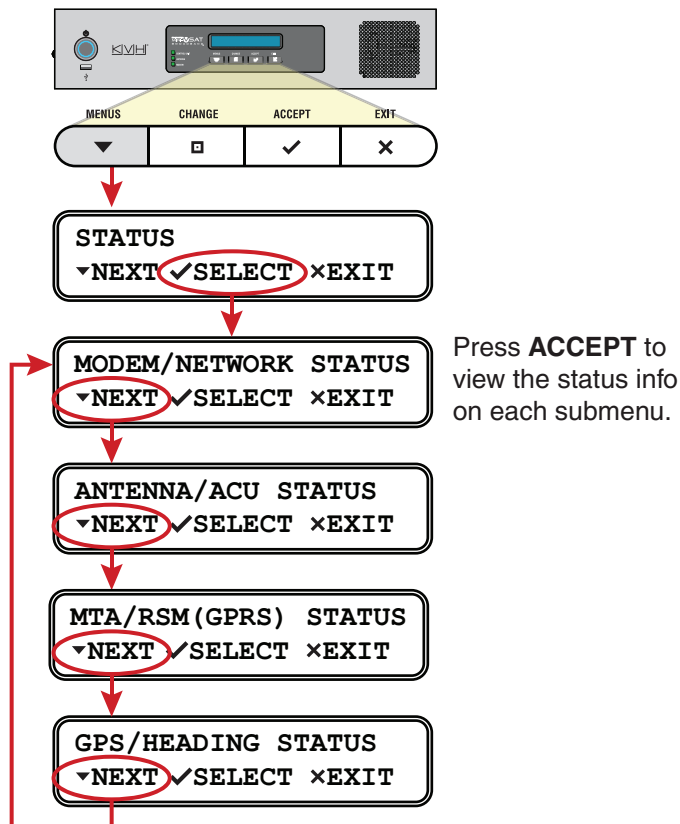 KVH
MENUS CHANGE ACCEPT EXIT
STATUS
▼NEXT ✓SELECT ×EXIT
MODEM/NETWORK STATUS
▼NEXT ✓SELECT ×EXIT
Press ACCEPT to
view the status info
on each submenu.
ANTENNA/ACU STATUS
▼NEXT ✓SELECT ×EXIT
MTA/RSM(GPRS) STATUS
▼NEXT ✓SELECT ×EXIT
GPS/HEADING STATUS
▼NEXT ✓SELECT ×EXIT